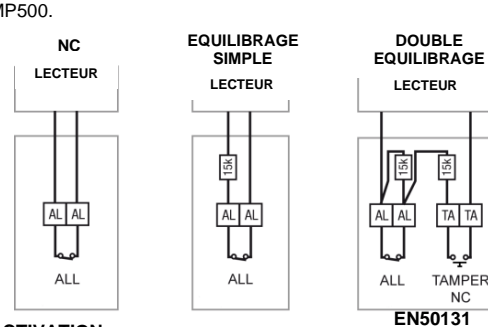 MP500.
NC
LECTEUR
AL AL
ALL
EQUILIBRAGE
SIMPLE
LECTEUR
15k
AL AL
ALL
DOUBLE
EQUILIBRAGE
LECTEUR
15k 15k
AL AL TA TA
ALL TAMPER
NC
EN50131